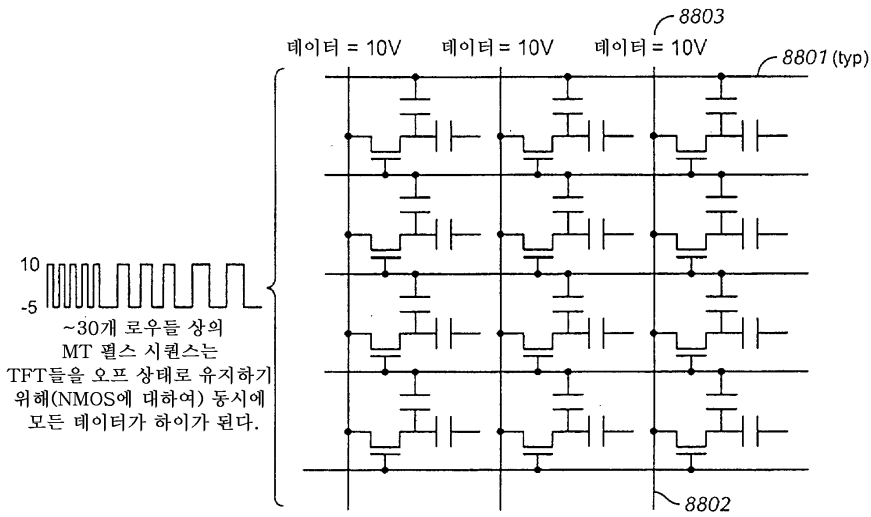 8803
데이터 = 10V 데이터 = 10V 데이터 = 10V
8801 (typ)
10
-5
~30개 로우들 상의
MT 펄스 시퀀스는
TFT들을 오프 상태로 유지하기
위해(NMOS에 대하여) 동시에
모든 데이터가 하이가 된다.
8802